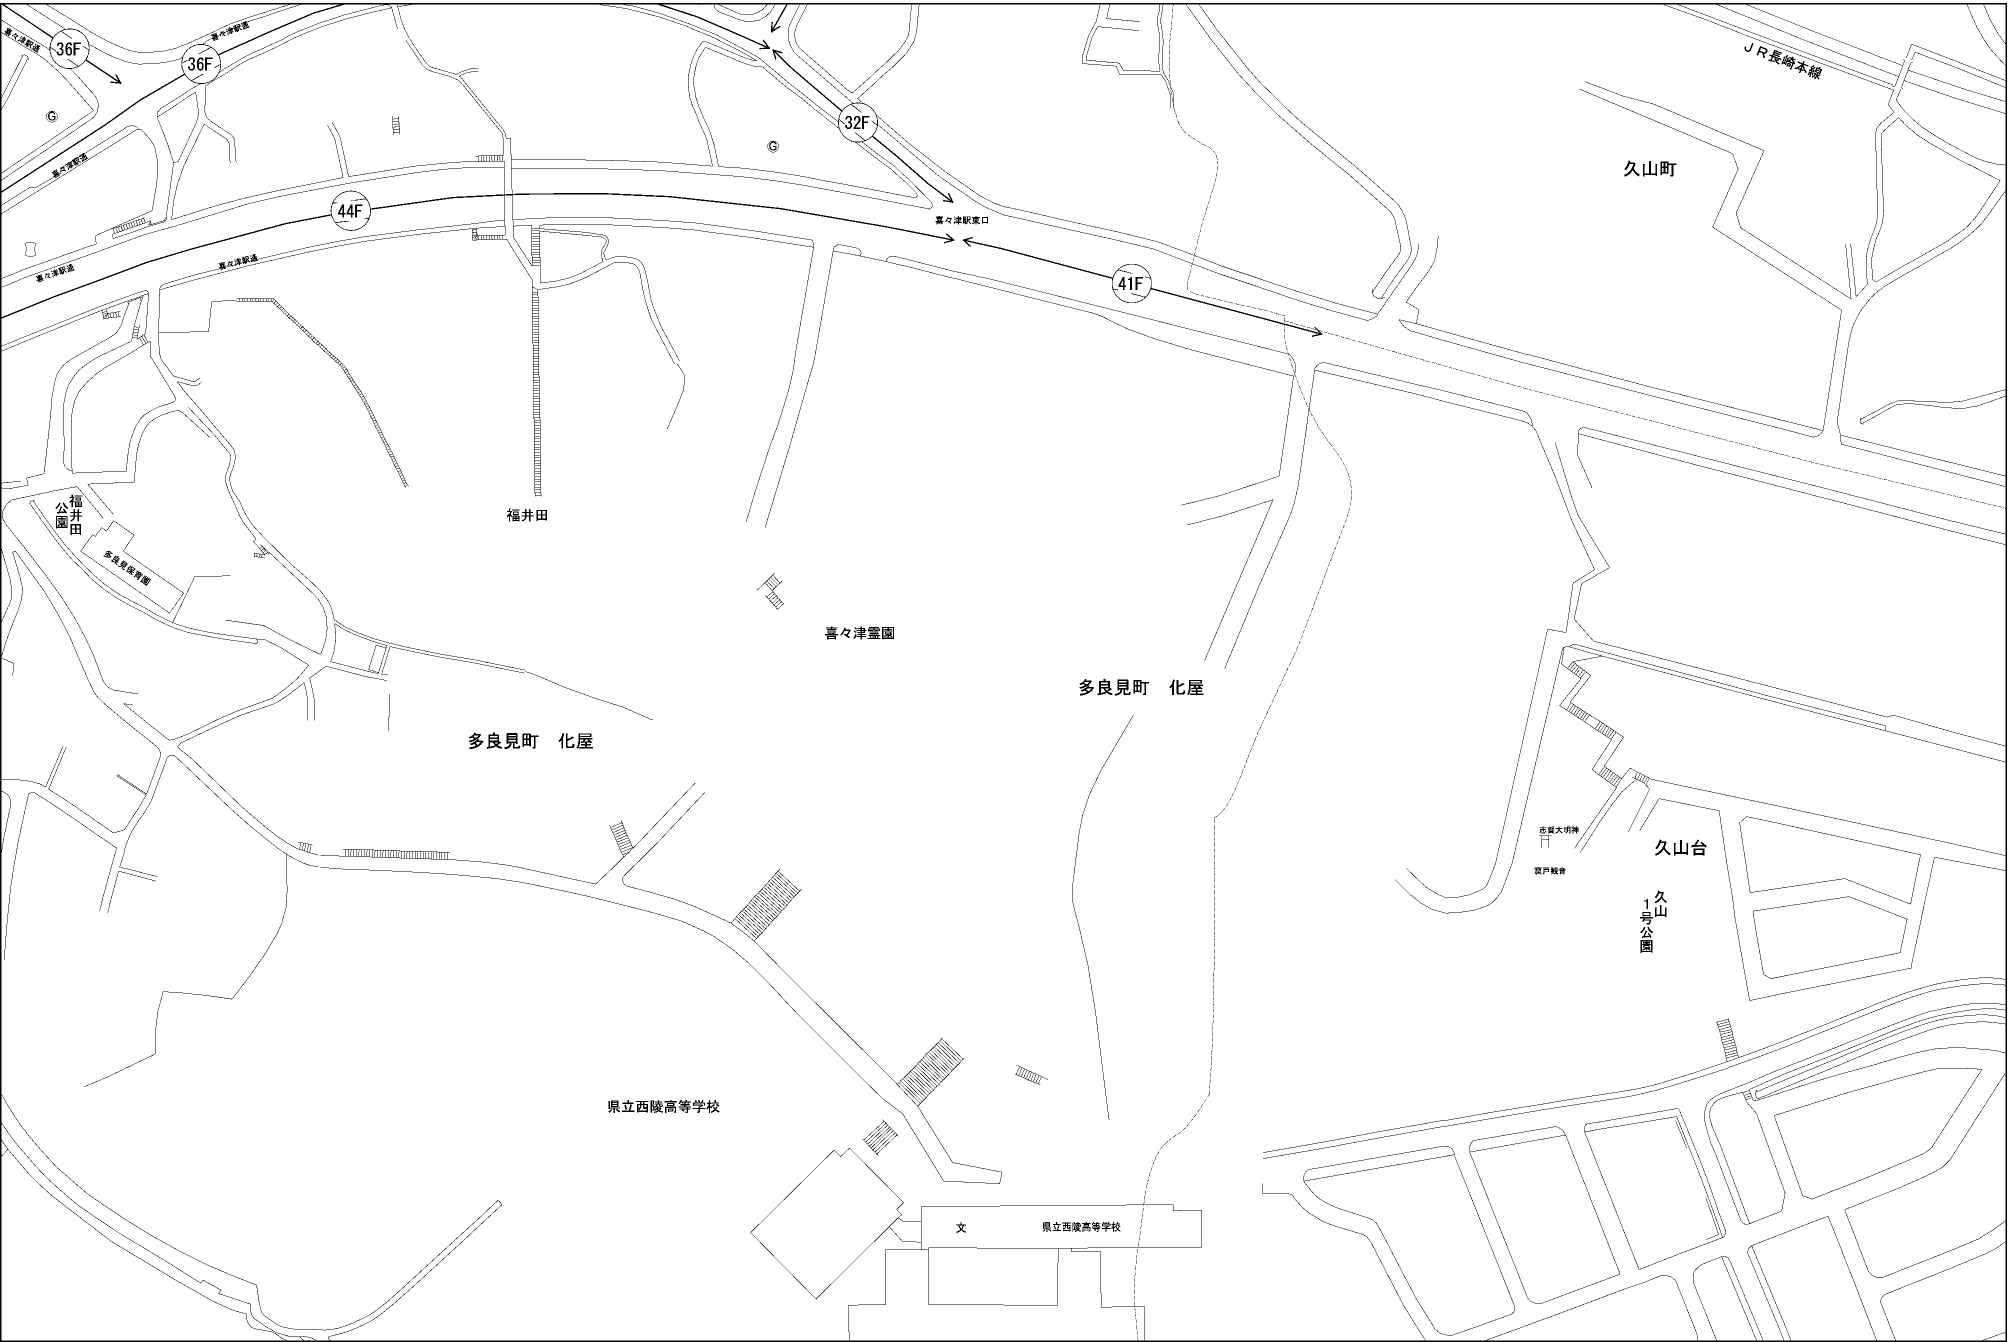 喜々津駅通
36F
36F
喜々津駅通
G
喜々津駅通
32F
G
JR長崎本線
久山町
44F
喜々津駅東口
喜々津駅通
喜々津駅通
41F
福井田
公園
多良見保育園
福井田
喜々津霊園
多良見町 化屋
多良見町 化屋
志賀大明神
久山台
久山
1号公園
県立西陵高等学校
文
県立西陵高等学校